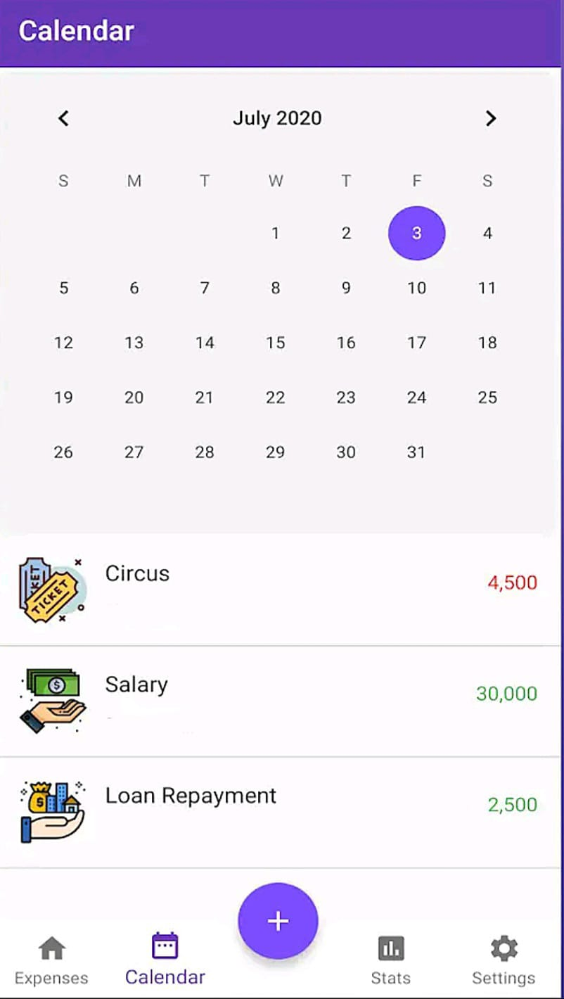 Calendar
July 2020
S M T W T F S
1 2 3 4
5 6 7 8 9 10 11
12 13 14 15 16 17 18
19 20 21 22 23 24 25
26 27 28 29 30 31
KET
TICKET
Circus
4,500
$
Salary
30,000
$
Loan Repayment
2,500
+
Expenses Calendar Stats Settings